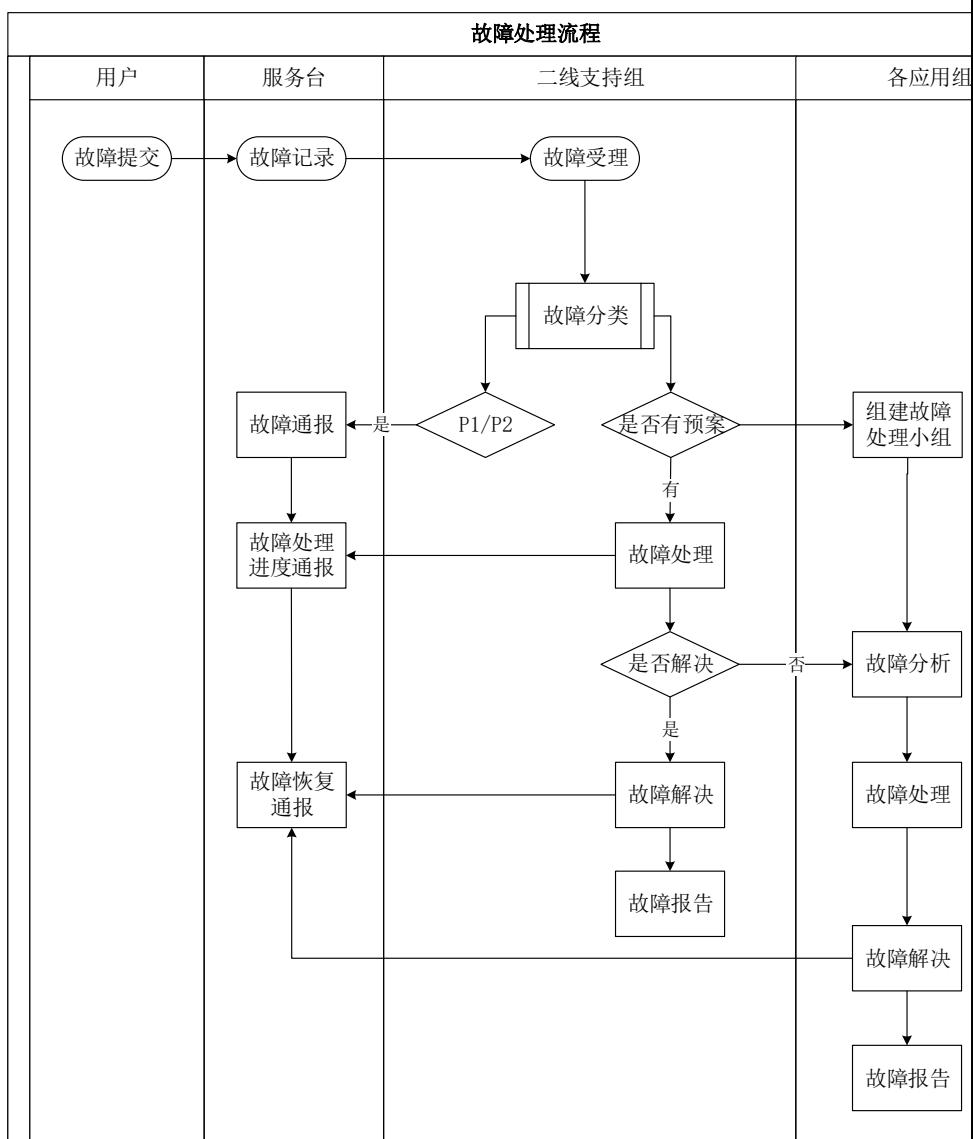 故障处理流程
用户
服务台
二线支持组
各应用组
故障提交
故障记录
故障受理
故障分类
故障通报
是
P1/P2
是否有预案
组建故障
处理小组
有
故障处理
进度通报
故障处理
是否解决
否
故障分析
是
故障恢复
通报
故障解决
故障处理
故障报告
故障解决
故障报告